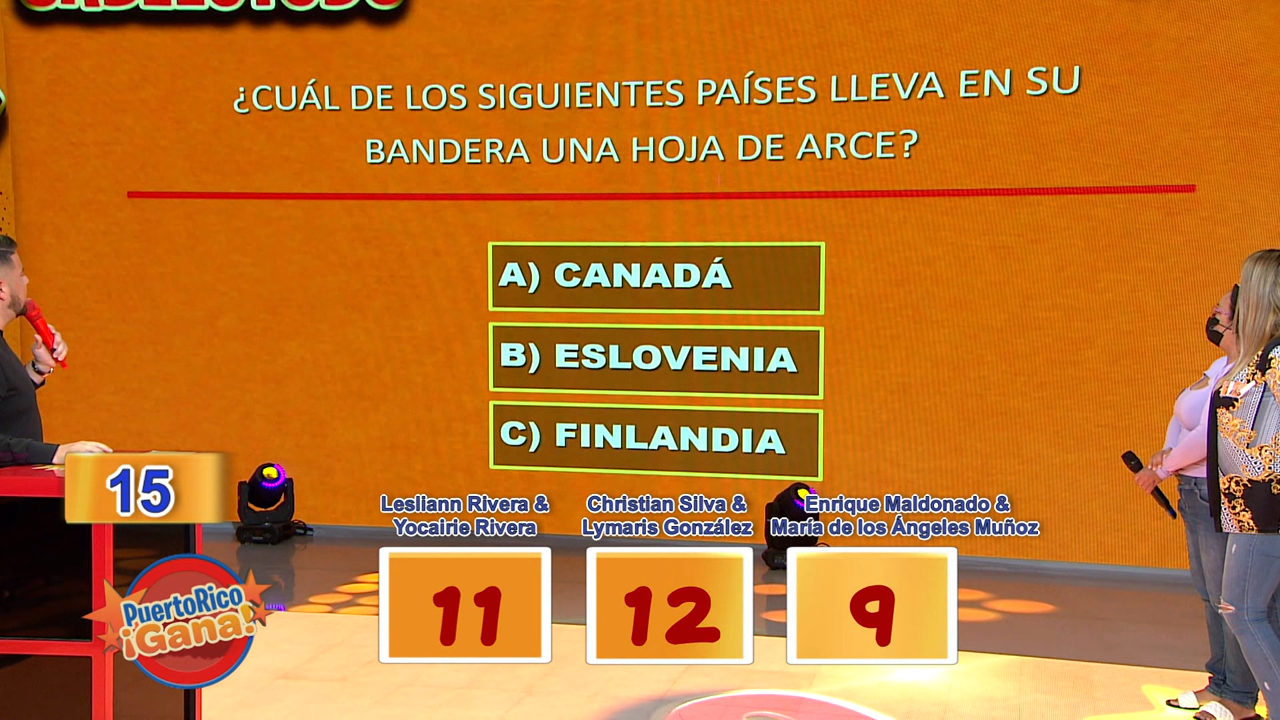 ¿CUÁL DE LOS SIGUIENTES PAÍSES LLEVA EN SU
BANDERA UNA HOJA DE ARCE?
A) CANADÁ
B) ESLOVENIA
C) FINLANDIA
15
Lesliann Rivera &
Yocairie Rivera
11
Christian Silva &
Lymaris González
12
Enrique Maldonado &
María de los Ángeles Muñoz
9
PuertoRico
¡Gana!